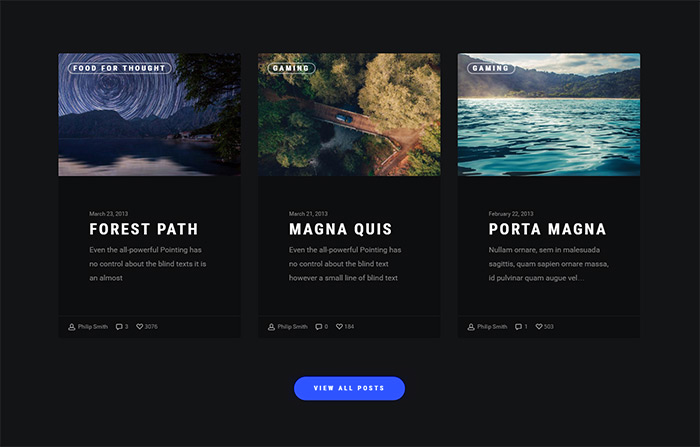 FOOD FOR THOUGHT
March 23, 2013
FOREST PATH
Even the all-powerful Pointing has
no control about the blind texts it is
an almost
Philip Smith 3 3076
GAMING
March 21, 2013
MAGNA QUIS
Even the all-powerful Pointing has
no control about the blind text
however a small line of blind text
Philip Smith 0 184
GAMING
February 22, 2013
PORTA MAGNA
Nullam ornare, sem in malesuada
sagittis, quam sapien ornare massa,
id pulvinar quam augue vel...
Philip Smith 1 503
VIEW ALL POSTS